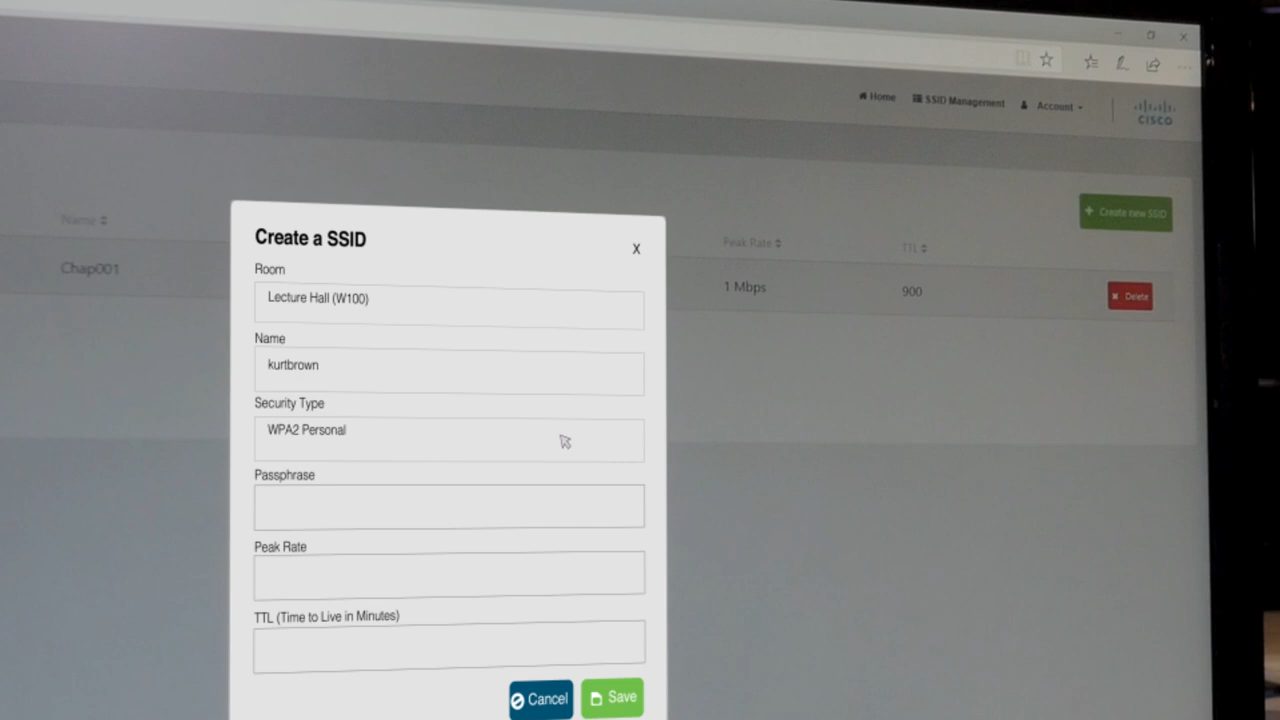 Home SSID Management Account
CISCO
Create new SSID
Name Peak Rate TTL
Chap001 1 Mbps 900 Delete
Create a SSID
X
Room
Lecture Hall (W100)
Name
kurtbrown
Security Type
WPA2 Personal
Passphrase
Peak Rate
TTL (Time to Live in Minutes)
Cancel Save